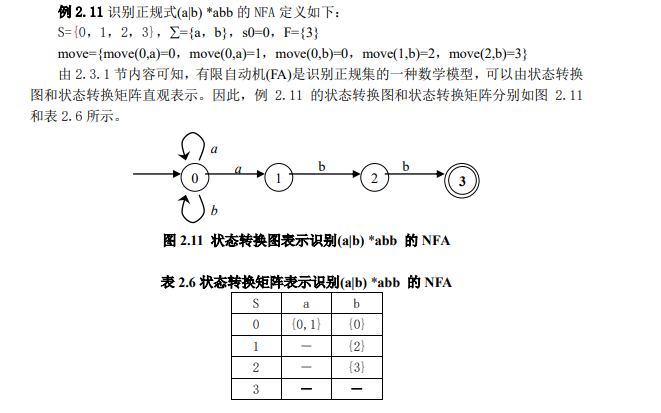 例 2.11 识别正规式(a|b) *abb 的 NFA 定义如下：
S={0，1，2，3}，∑={a，b}，s0=0，F={3}
move={move(0,a)=0，move(0,a)=1，move(0,b)=0，move(1,b)=2，move(2,b)=3}
由 2.3.1 节内容可知，有限自动机(FA)是识别正规集的一种数学模型，可以由状态转换
图和状态转换矩阵直观表示。因此，例 2.11 的状态转换图和状态转换矩阵分别如图 2.11
和表 2.6 所示。
a
0 a 1 b 2 b 3
b
图 2.11 状态转换图表示识别(a|b) *abb 的 NFA
表 2.6 状态转换矩阵表示识别(a|b) *abb 的 NFA
S a b
0 {0,1} {0}
1 － {2}
2 － {3}
3 － －